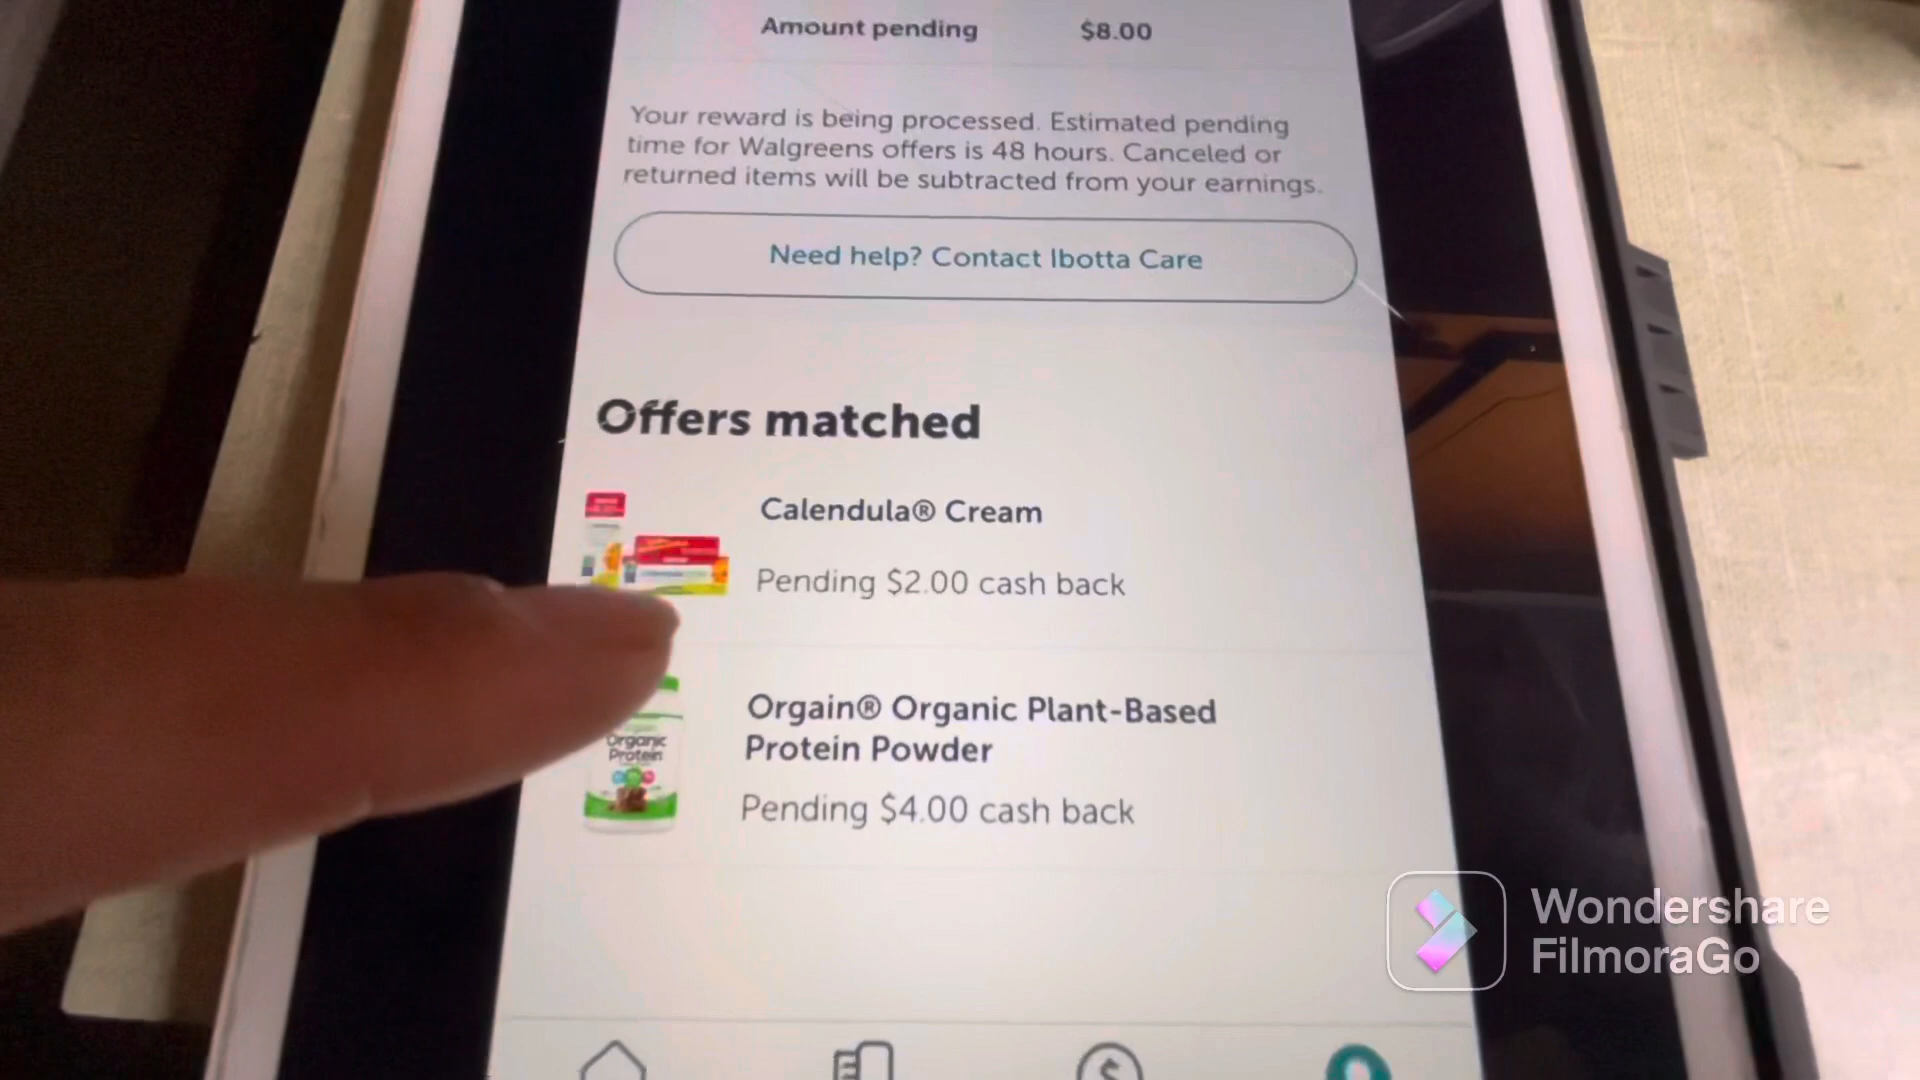 Amount pending $8.00
Your reward is being processed. Estimated pending
time for Walgreens offers is 48 hours. Canceled or
returned items will be subtracted from your earnings.
Need help? Contact Ibotta Care
Offers matched
Calendula® Cream
Pending $2.00 cash back
Orgain® Organic Plant-Based
Protein Powder
Pending $4.00 cash back
Organic
Protein
Wondershare
FilmoraGo